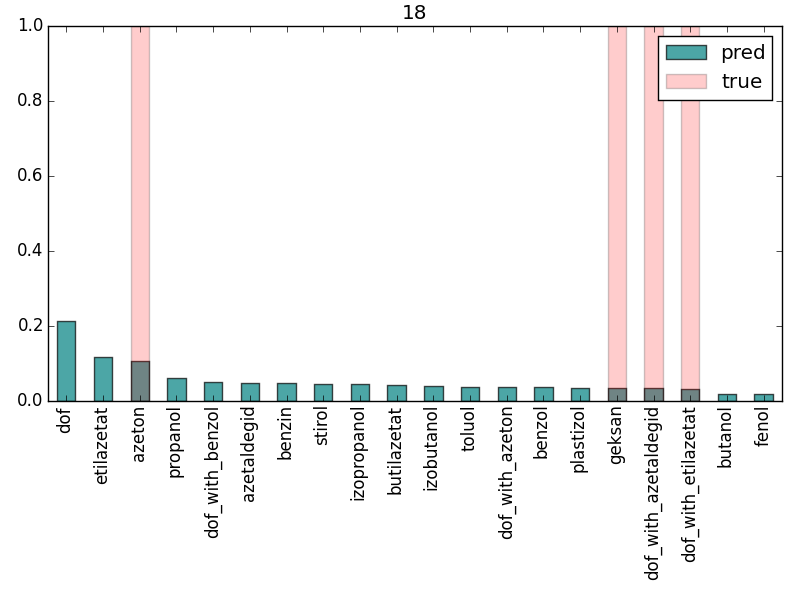 18
1.0
0.8
0.6
0.4
0.2
0.0
pred
true
dof
etilazetat
azeton
propanol
dof_with_benzol
azetaldegid
benzin
stirol
izopropanol
butilazetat
izobutanol
toluol
dof_with_azeton
benzol
plastizol
geksan
dof_with_azetaldegid
dof_with_etilazetat
butanol
fenol